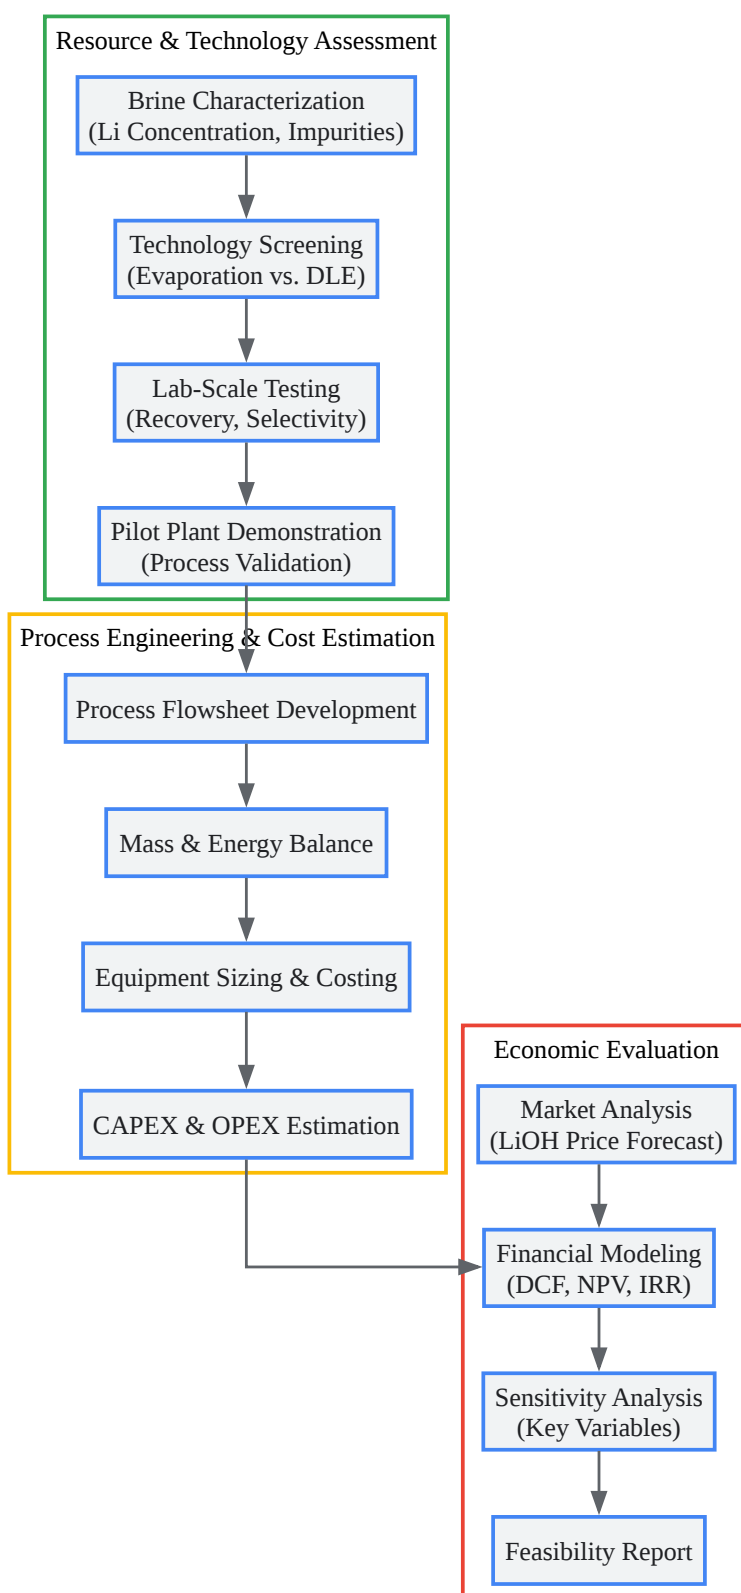 Resource & Technology Assessment
Brine Characterization
(Li Concentration, Impurities)
Technology Screening
(Evaporation vs. DLE)
Lab-Scale Testing
(Recovery, Selectivity)
Pilot Plant Demonstration
(Process Validation)
Process Engineering & Cost Estimation
Process Flowsheet Development
Mass & Energy Balance
Equipment Sizing & Costing
CAPEX & OPEX Estimation
Economic Evaluation
Market Analysis
(LiOH Price Forecast)
Financial Modeling
(DCF, NPV, IRR)
Sensitivity Analysis
(Key Variables)
Feasibility Report